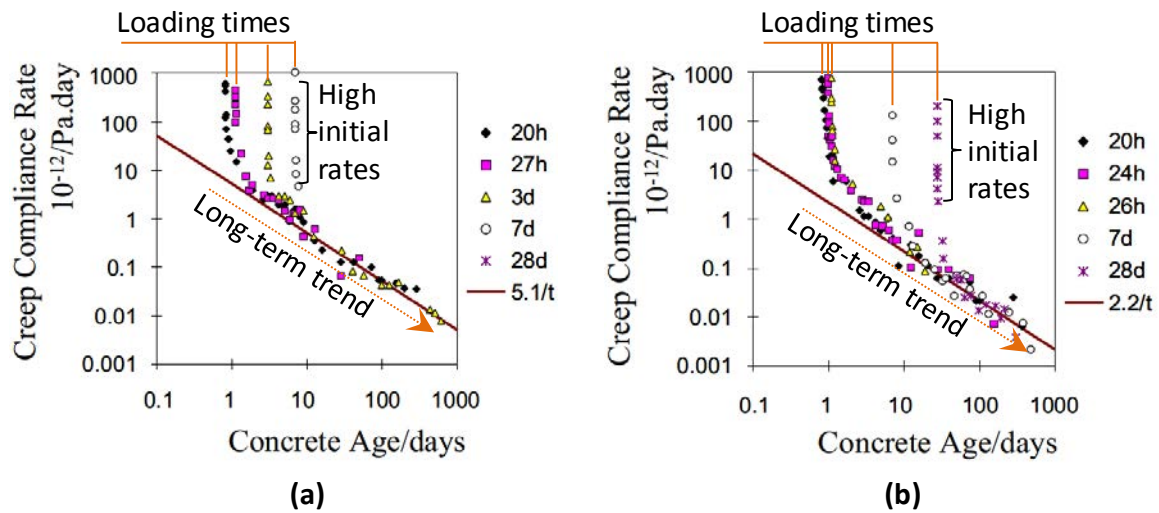 (a)
Loading times
1000
100
10
1
0.1
0.01
0.001
0.1 1 10 100 1000
Creep Compliance Rate
10⁻¹²/Pa.day
Concrete Age/days
High
initial
rates
Long-term trend
20h
27h
3d
7d
28d
5.1/t
(a)
(b)
Loading times
1000
100
10
1
0.1
0.01
0.001
0.1 1 10 100 1000
Creep Compliance Rate
10⁻¹²/Pa.day
Concrete Age/days
High
initial
rates
Long-term trend
20h
24h
26h
7d
28d
2.2/t
(b)